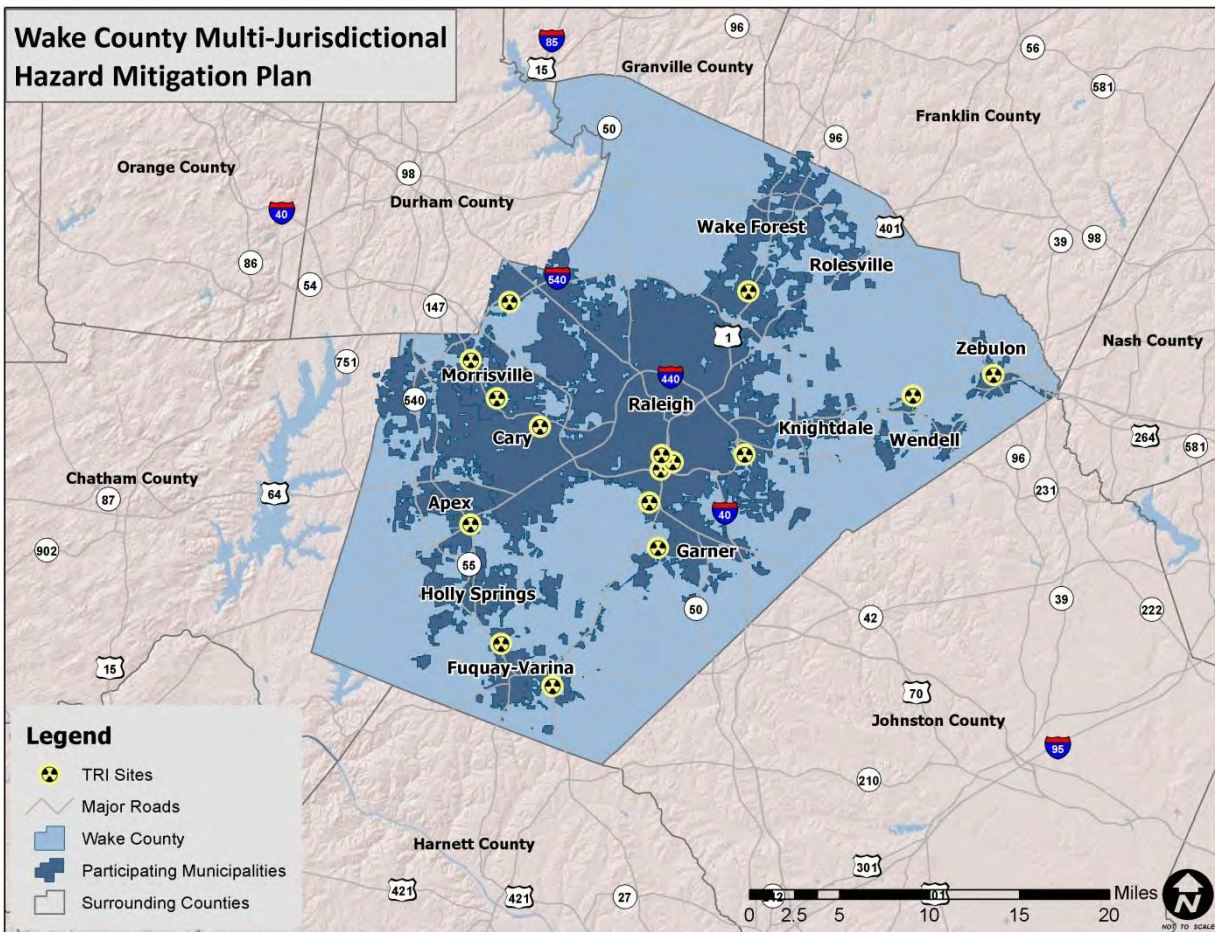 Wake County Multi-Jurisdictional
Hazard Mitigation Plan
85
96
15
56
Granville County
581
50
96
Franklin County
Orange County
98
Durham County
40
401
Wake Forest
39
98
86
Rolesville
54
540
147
1
Nash County
751
Zebulon
Morrisville
440
540
Raleigh
Knightdale
Cary
Wendell
264
581
96
Chatham County
64
87
231
Apex
40
902
Garner
55
Holly Springs
50
39
222
42
15
Fuquay-Varina
70
Johnston County
95
210
Harnett County
301
421
421
27
Legend
TRI Sites
Major Roads
Wake County
Participating Municipalities
Surrounding Counties
Miles
0 2.5 5 10 15 20
N
NOT TO SCALE